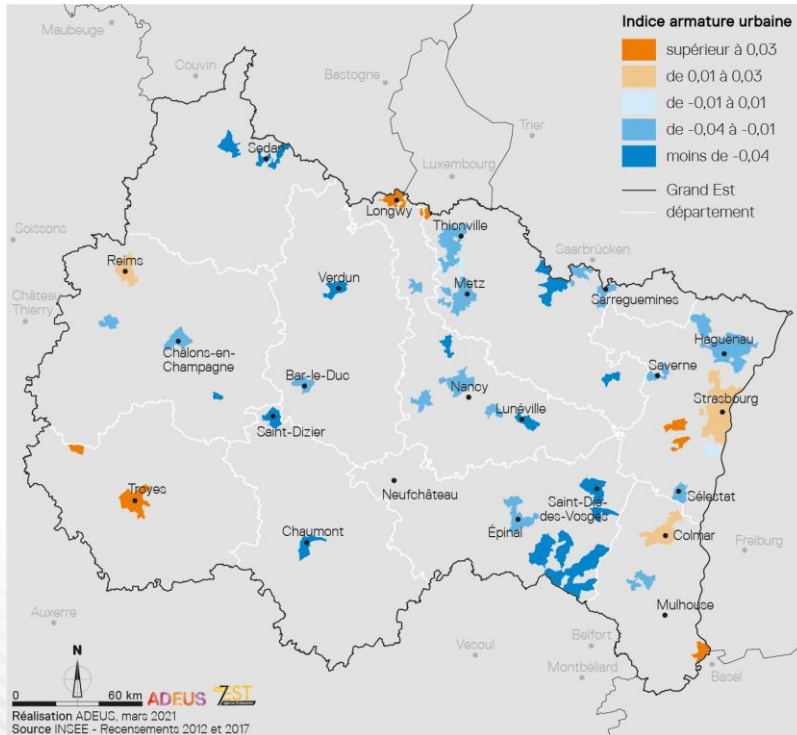 Indice armature urbaine
supérieur à 0,03
de 0,01 à 0,03
de -0,01 à 0,01
de -0,04 à -0,01
moins de -0,04
Grand Est
département
Maubeuge
Couvin
Bastogne
Trier
Sedan
Luxembourg
Longwy
Soissons
Thionville
Saarbrücken
Reims
Verdun
Metz
Sarreguemines
Château
Thierry
Haguenau
Châlons-en-
Champagne
Bar-le-Duc
Nancy
Saverne
Strasbourg
Saint-Dizier
Lunéville
Troyes
Neufchâteau
Saint-Dié-
des-Vosges
Sélestat
Épinal
Chaumont
Colmar
Freiburg
Auxerre
Mulhouse
Vesoul
Belfort
Montbéliard
Basel
N
0
60 km
ADEUS
7EST
Réalisation ADEUS, mars 2021
Source INSEE - Recensements 2012 et 2017